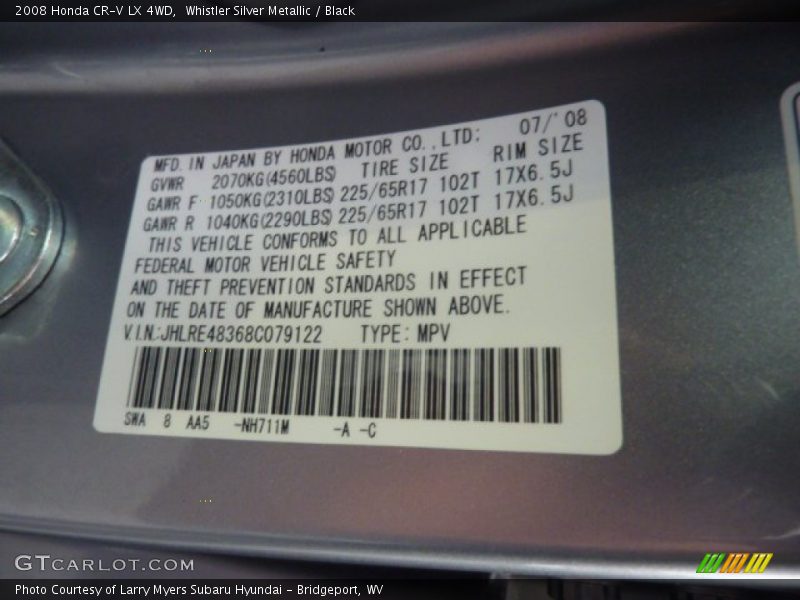 2008 Honda CR-V LX 4WD,  Whistler Silver Metallic / Black
MFD. IN JAPAN BY HONDA MOTOR CO.,LTD: 07/'08
GVWR 2070KG(4560LBS) TIRE SIZE RIM SIZE
GAWR F 1050KG(2310LBS) 225/65R17 102T 17X6.5J
GAWR R 1040KG(2290LBS) 225/65R17 102T 17X6.5J
THIS VEHICLE CONFORMS TO ALL APPLICABLE
FEDERAL MOTOR VEHICLE SAFETY
AND THEFT PREVENTION STANDARDS IN EFFECT
ON THE DATE OF MANUFACTURE SHOWN ABOVE.
V.I.N.:JHLRE48368C079122 TYPE: MPV
SWA 8 AA5 -NH711M -A -C
GTCARLOT.COM
Photo Courtesy of Larry Myers Subaru Hyundai - Bridgeport, WV